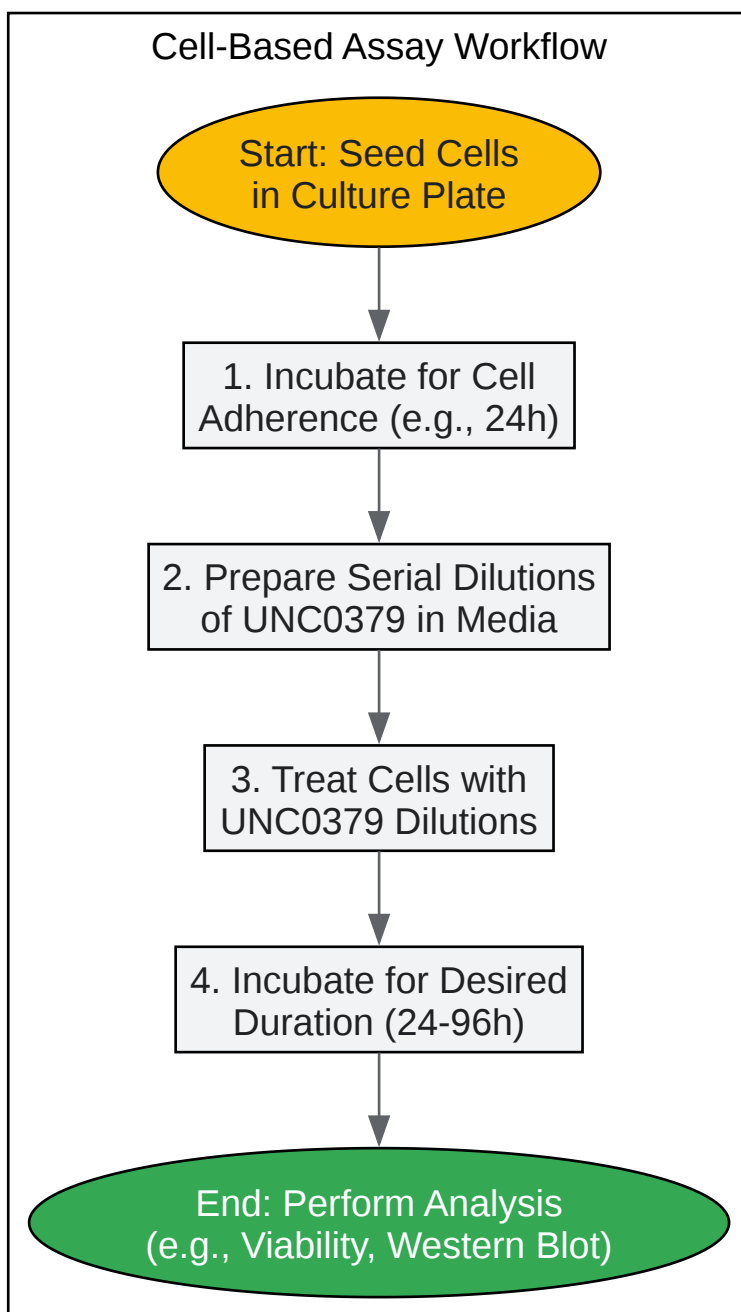 Cell-Based Assay Workflow
Start: Seed Cells
in Culture Plate
1. Incubate for Cell
Adherence (e.g., 24h)
2. Prepare Serial Dilutions
of UNC0379 in Media
3. Treat Cells with
UNC0379 Dilutions
4. Incubate for Desired
Duration (24-96h)
End: Perform Analysis
(e.g., Viability, Western Blot)